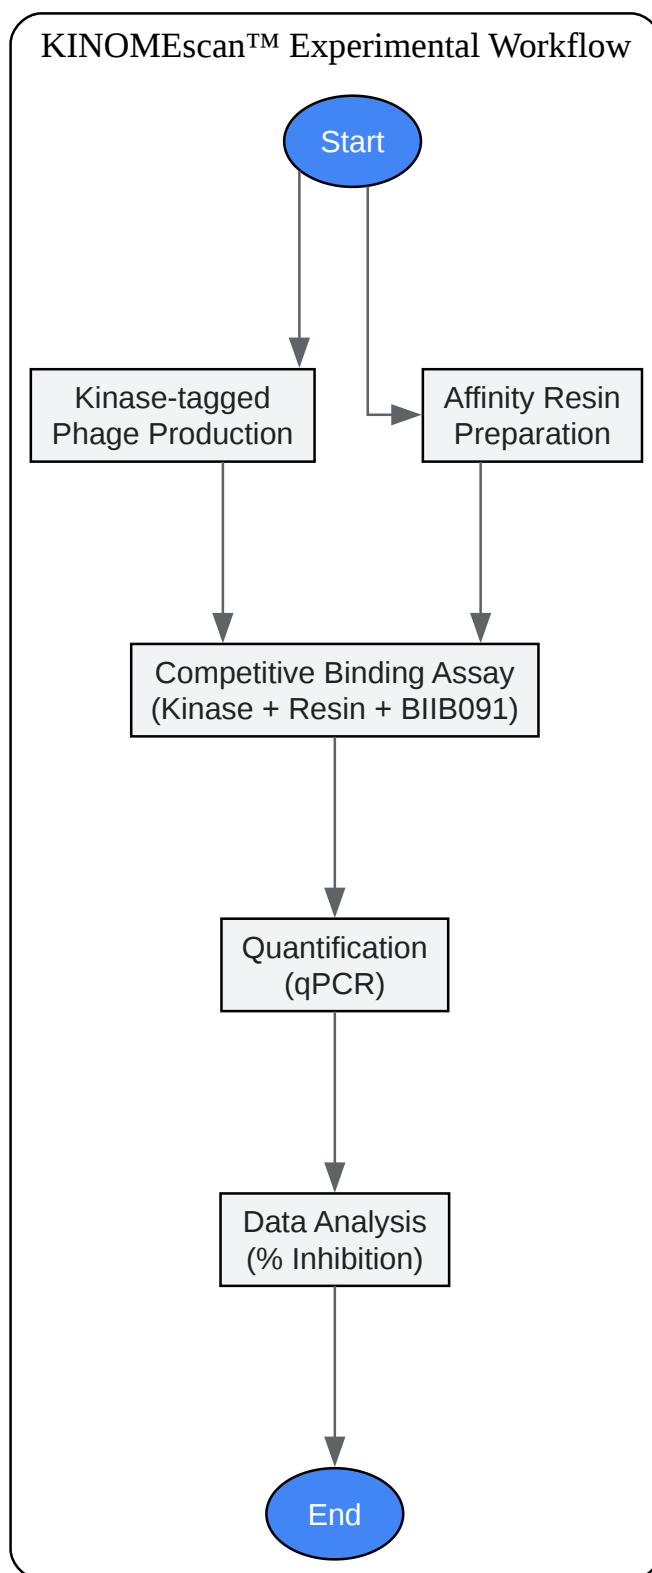 KINOMEscan™ Experimental Workflow
Start
Kinase-tagged
Phage Production
Affinity Resin
Preparation
Competitive Binding Assay
(Kinase + Resin + BIIB091)
Quantification
(qPCR)
Data Analysis
(% Inhibition)
End